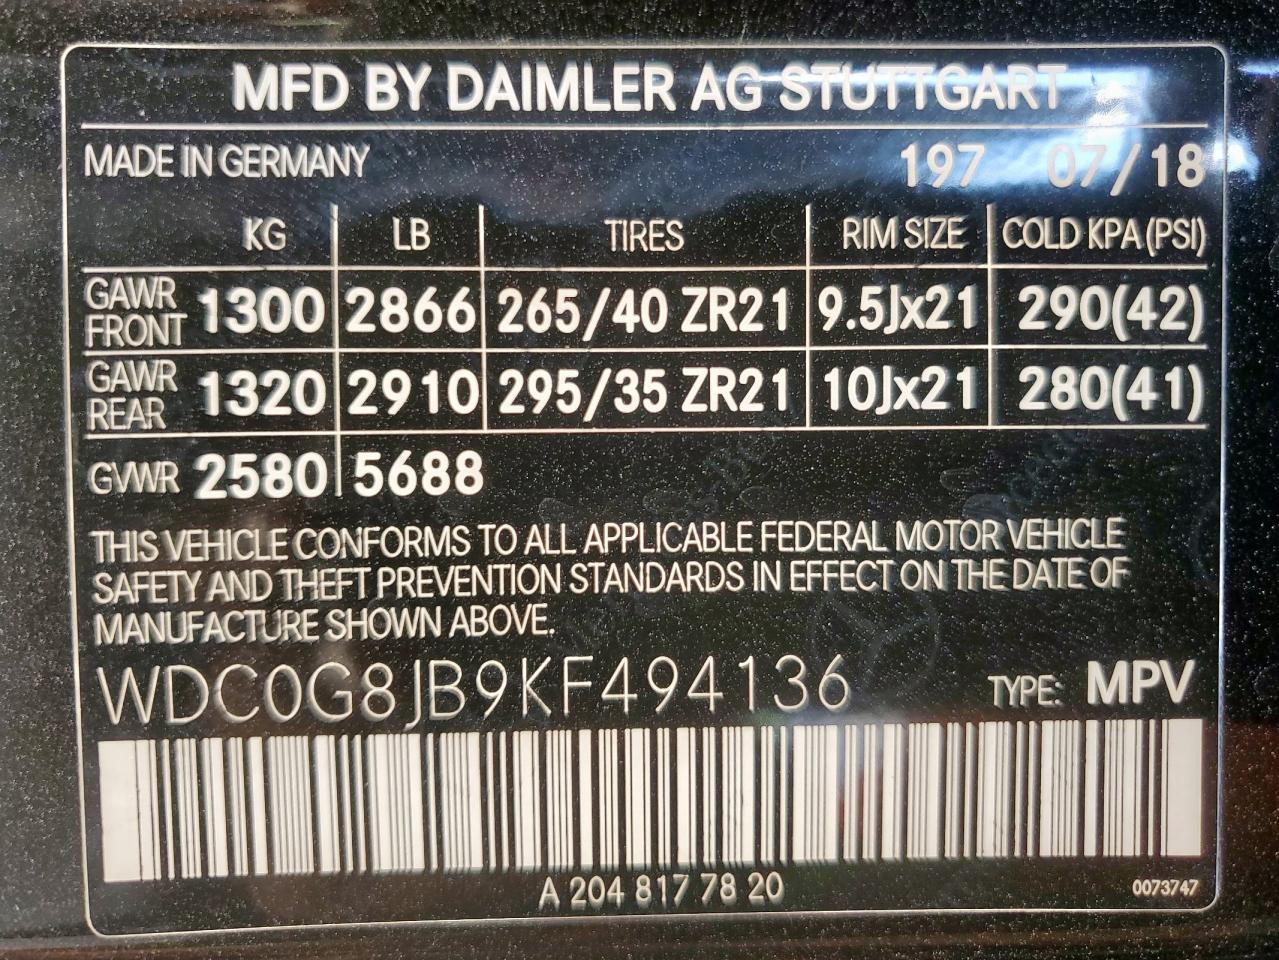 MFD BY DAIMLER AG STUTTGART
MADE IN GERMANY 197 07/18
KG LB TIRES RIM SIZE COLD KPA (PSI)
GAWR FRONT 1300 2866 265/40 ZR21 9.5Jx21 290(42)
GAWR REAR 1320 2910 295/35 ZR21 10Jx21 280(41)
GVWR 2580 5688
THIS VEHICLE CONFORMS TO ALL APPLICABLE FEDERAL MOTOR VEHICLE
SAFETY AND THEFT PREVENTION STANDARDS IN EFFECT ON THE DATE OF
MANUFACTURE SHOWN ABOVE.
WDC0G8JB9KF494136 TYPE: MPV
A 204 817 78 20 0073747